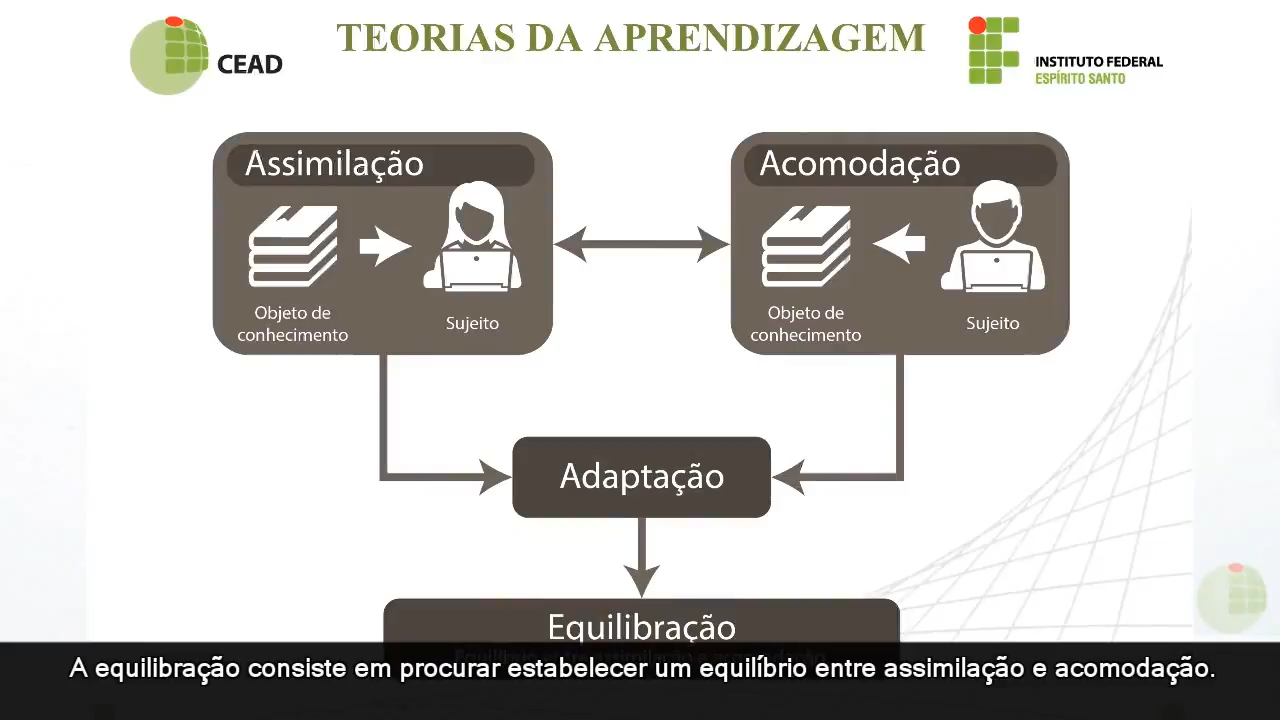 TEORIAS DA APRENDIZAGEM
CEAD
INSTITUTO FEDERAL
ESPÍRITO SANTO
Assimilação
Objeto de
conhecimento
Sujeito
Acomodação
Objeto de
conhecimento
Sujeito
Adaptação
Equilibração
A equilibração consiste em procurar estabelecer um equilíbrio entre assimilação e acomodação.